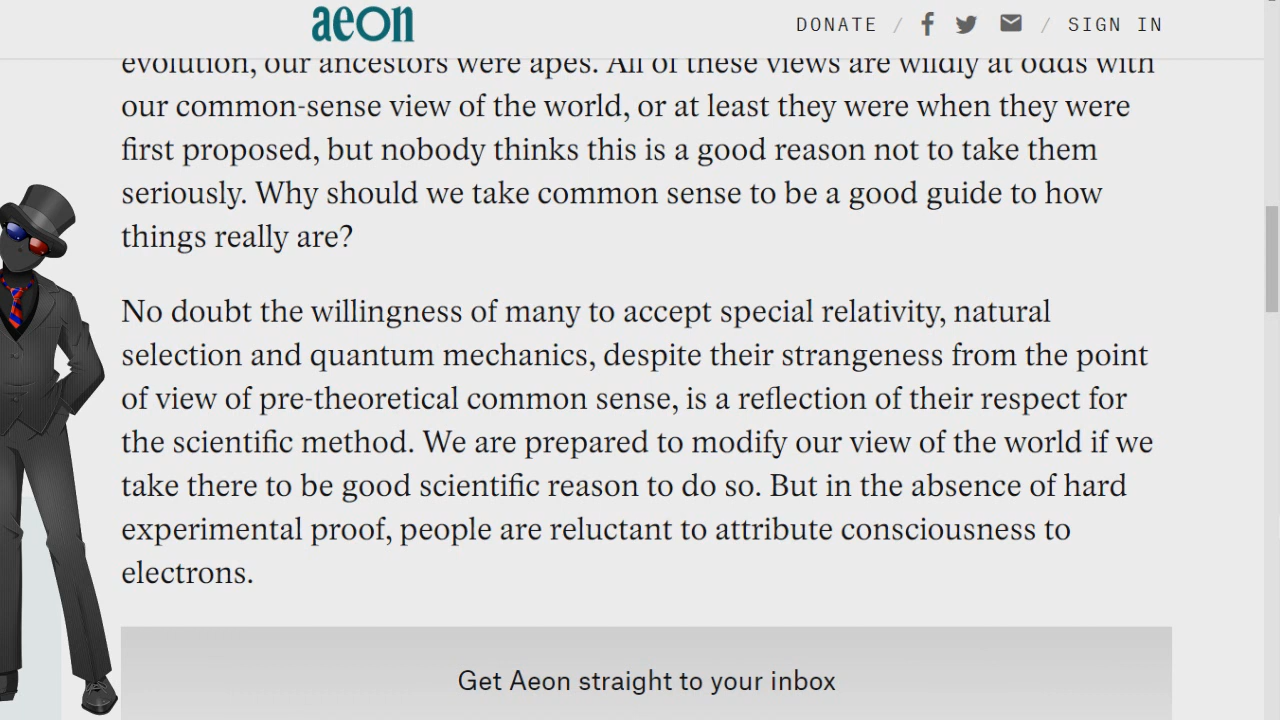 aeon
DONATE / / SIGN IN
evolution, our ancestors were apes. All of these views are wildly at odds with
our common-sense view of the world, or at least they were when they were
first proposed, but nobody thinks this is a good reason not to take them
seriously. Why should we take common sense to be a good guide to how
things really are?
No doubt the willingness of many to accept special relativity, natural
selection and quantum mechanics, despite their strangeness from the point
of view of pre-theoretical common sense, is a reflection of their respect for
the scientific method. We are prepared to modify our view of the world if we
take there to be good scientific reason to do so. But in the absence of hard
experimental proof, people are reluctant to attribute consciousness to
electrons.
Get Aeon straight to your inbox